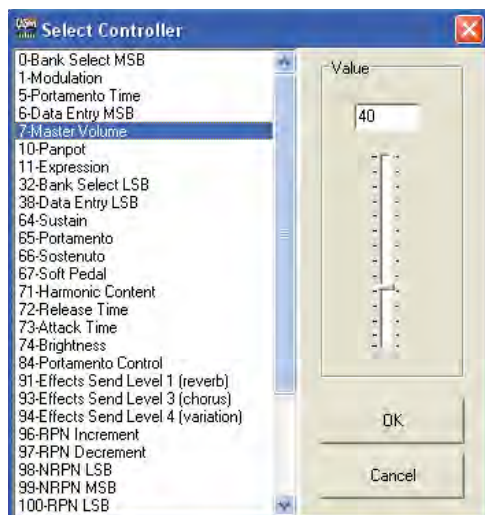 Select Controller
0-Bank Select MSB
1-Modulation
5-Portamento Time
6-Data Entry MSB
7-Master Volume
10-Panpot
11-Expression
32-Bank Select LSB
38-Data Entry LSB
64-Sustain
65-Portamento
66-Sostenuto
67-Soft Pedal
71-Harmonic Content
72-Release Time
73-Attack Time
74-Brightness
84-Portamento Control
91-Effects Send Level 1 (reverb)
93-Effects Send Level 3 (chorus)
94-Effects Send Level 4 (variation)
96-RPN Increment
97-RPN Decrement
98-NRPN LSB
99-NRPN MSB
100-RPN LSB
Value
40
OK
Cancel